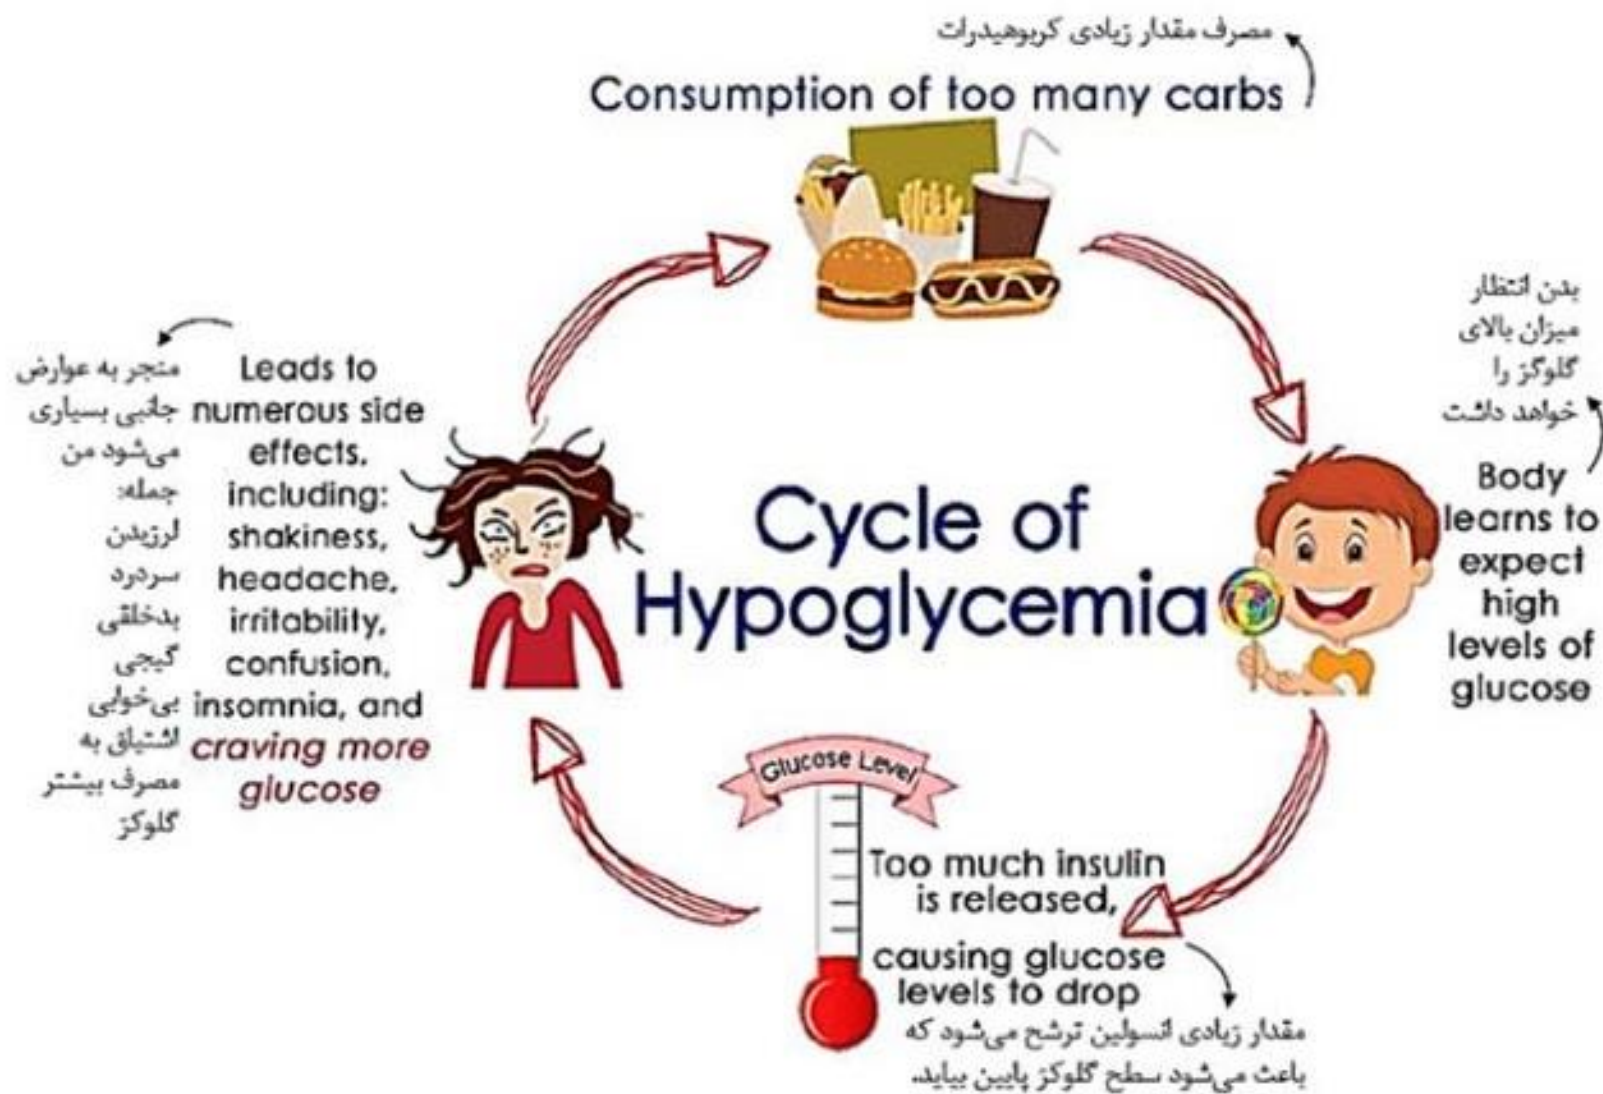 مصرف مقدار زیادی کربوهیدرات
Consumption of too many carbs
بدن انتظار
میزان بالای
گلوگز را
خواهد داشت
Body
learns to
expect
high
levels of
glucose
Cycle of
Hypoglycemia
Glucose Level
Too much insulin
is released,
causing glucose
levels to drop
مقدار زیادی انسولین ترشح می‌شود که
باعث می‌شود سطح گلوکز پایین بیاید.
Leads to
numerous side
effects,
including:
shakiness,
headache,
irritability,
confusion,
insomnia, and
craving more
glucose
منجر به عوارض
جانبی بسیاری
می‌شود من
جمله:
لرزیدن
سردرد
بدخلقی
گیجی
بی‌خوابی
اشتیاق به
مصرف بیشتر
گلوکز